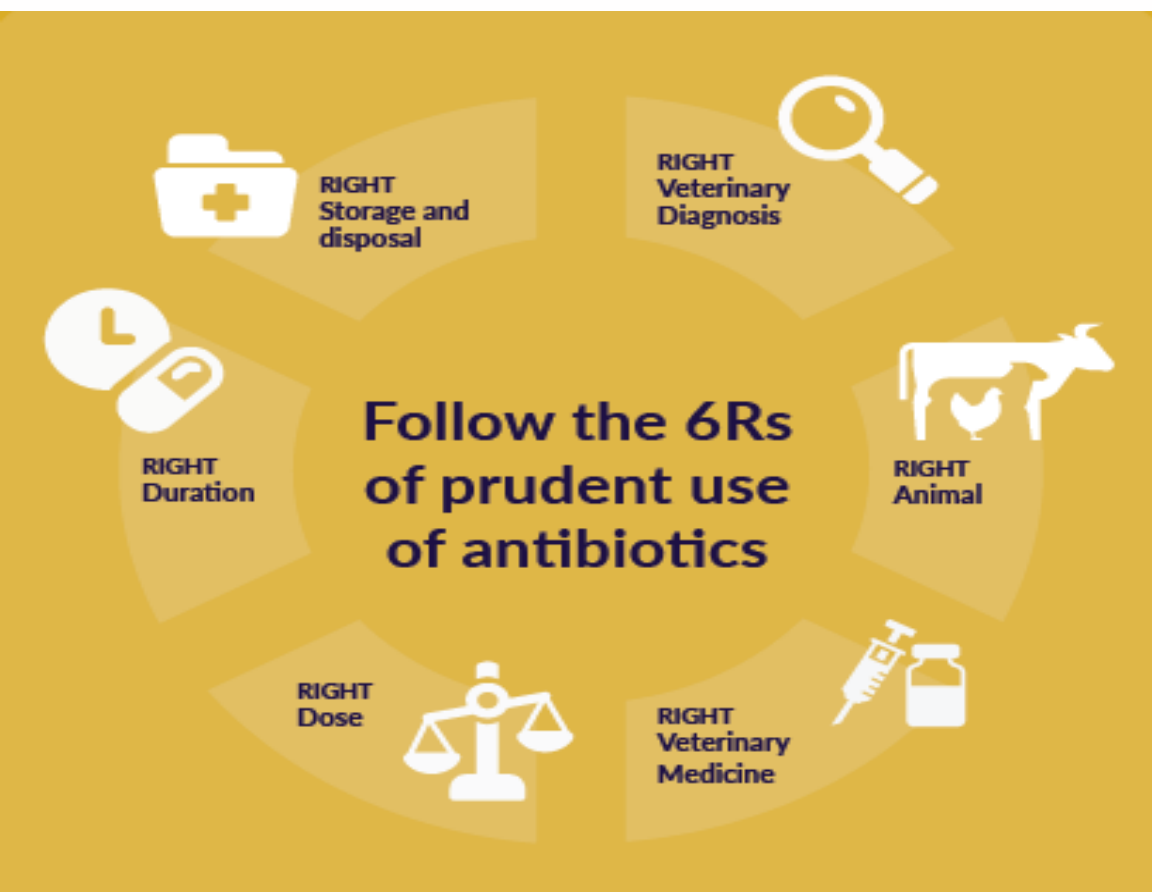 Follow the 6Rs
of prudent use
of antibiotics
RIGHT
Veterinary
Diagnosis
RIGHT
Animal
RIGHT
Veterinary
Medicine
RIGHT
Dose
RIGHT
Duration
RIGHT
Storage and
disposal